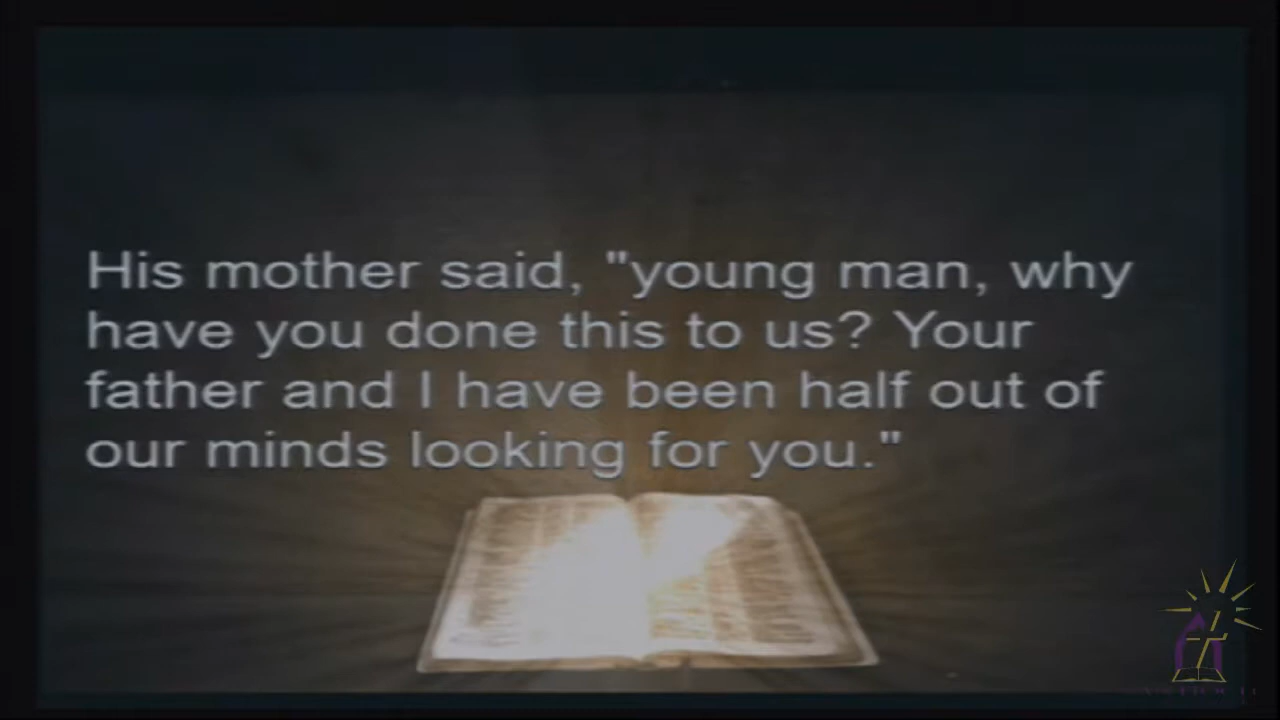 His mother said, "young man, why
have you done this to us? Your
father and I have been half out of
our minds looking for you."